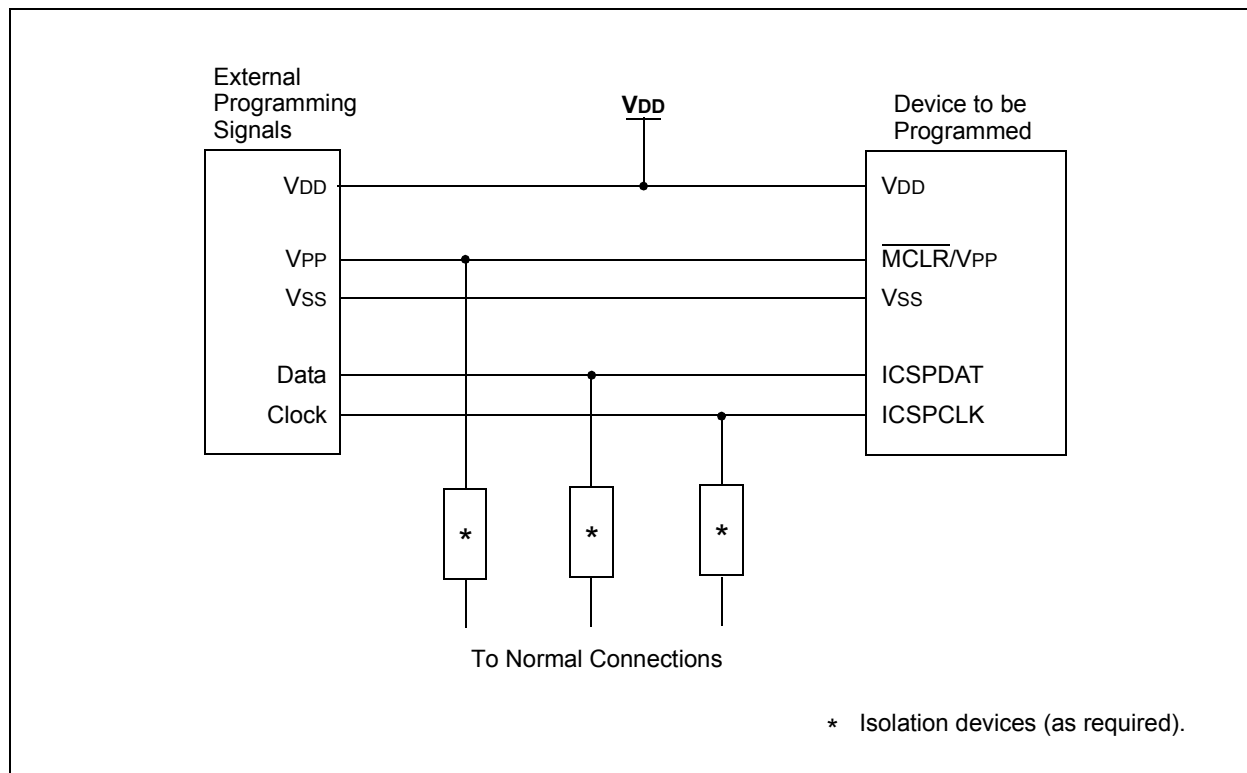 External
Programming
Signals
VDD
Device to be
Programmed
VDD
VPP
VSS
Data
Clock
VDD
MCLR/VPP
VSS
ICSPDAT
ICSPCLK
*
*
*
To Normal Connections
* Isolation devices (as required).